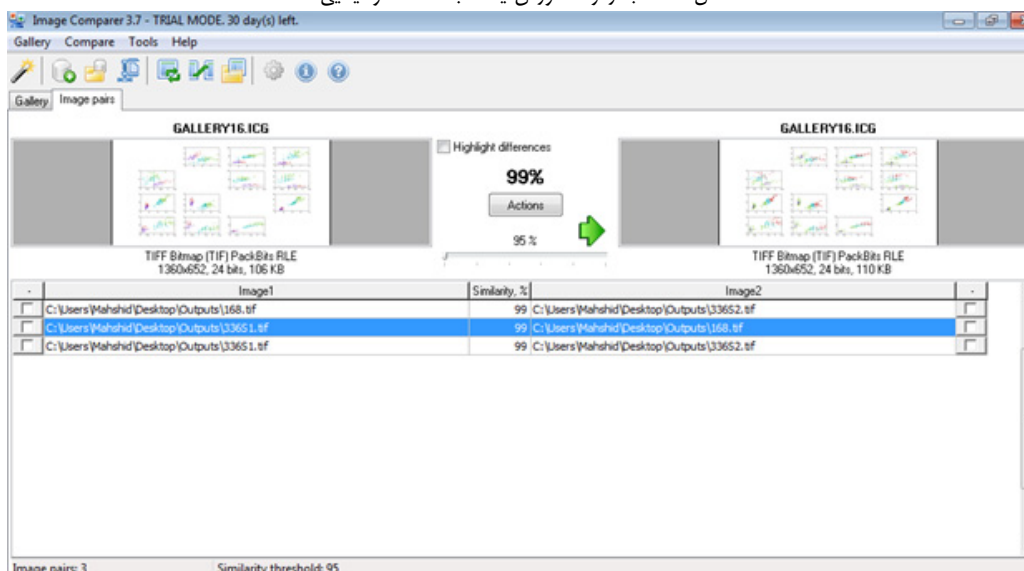 Image Comparer 3.7 - TRIAL MODE. 30 day(s) left.
Gallery Compare Tools Help
Gallery Image pairs
GALLERY16.ICG
GALLERY16.ICG
Highlight differences
99%
Actions
95 %
TIFF Bitmap (TIF) PackBits RLE
1360x652, 24 bits, 106 KB
TIFF Bitmap (TIF) PackBits RLE
1360x652, 24 bits, 110 KB
- Image1 Similarity, % Image2 -
C:\Users\Mahshid\Desktop\Outputs\168.tif 99 C:\Users\Mahshid\Desktop\Outputs\336S2.tif
C:\Users\Mahshid\Desktop\Outputs\336S1.tif 99 C:\Users\Mahshid\Desktop\Outputs\168.tif
C:\Users\Mahshid\Desktop\Outputs\336S1.tif 99 C:\Users\Mahshid\Desktop\Outputs\336S2.tif
Image pairs: 3 Similarity threshold: 95